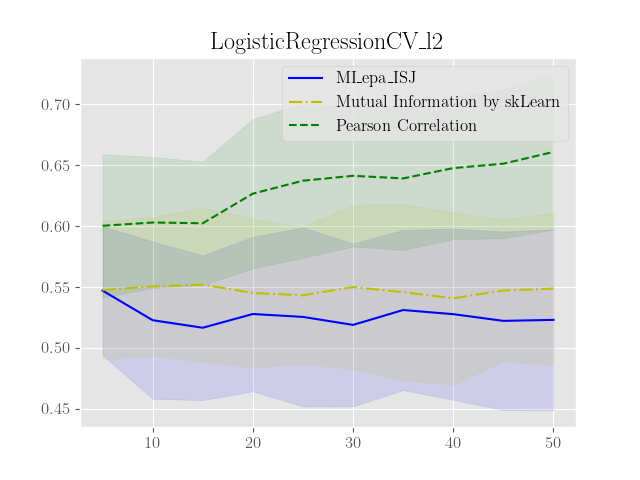 LogisticRegressionCV_l2
MI_epa_ISJ
Mutual Information by skLearn
Pearson Correlation
0.70
0.65
0.60
0.55
0.50
0.45
10 20 30 40 50